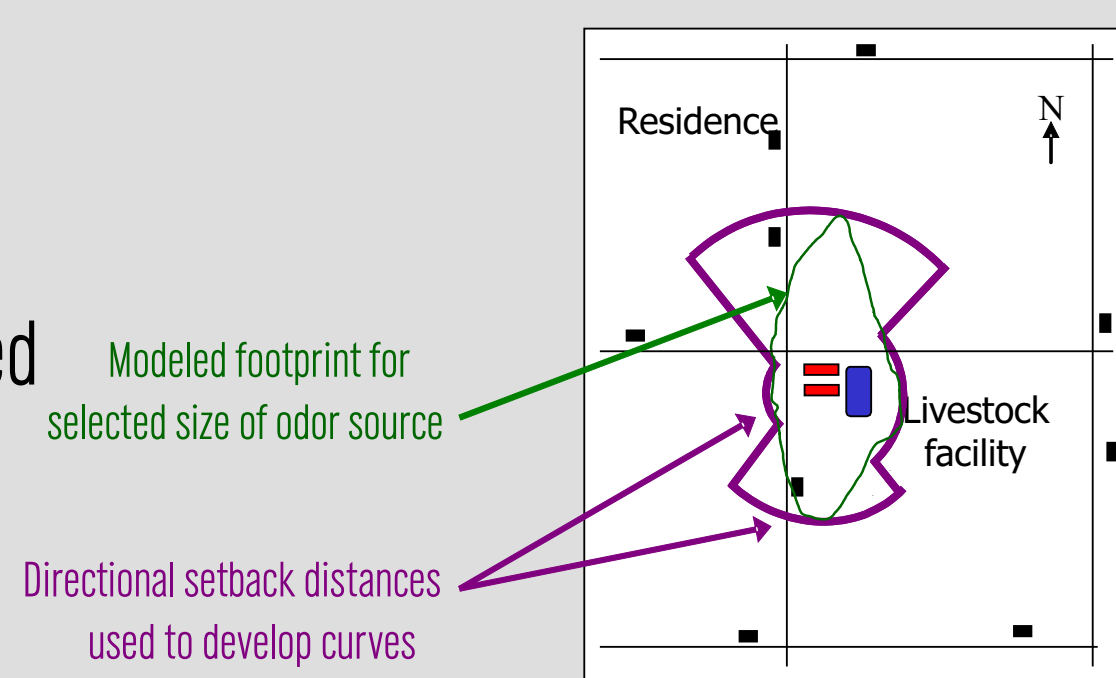 Residence
N
ed
Modeled footprint for
selected size of odor source
Livestock
facility
Directional setback distances
used to develop curves